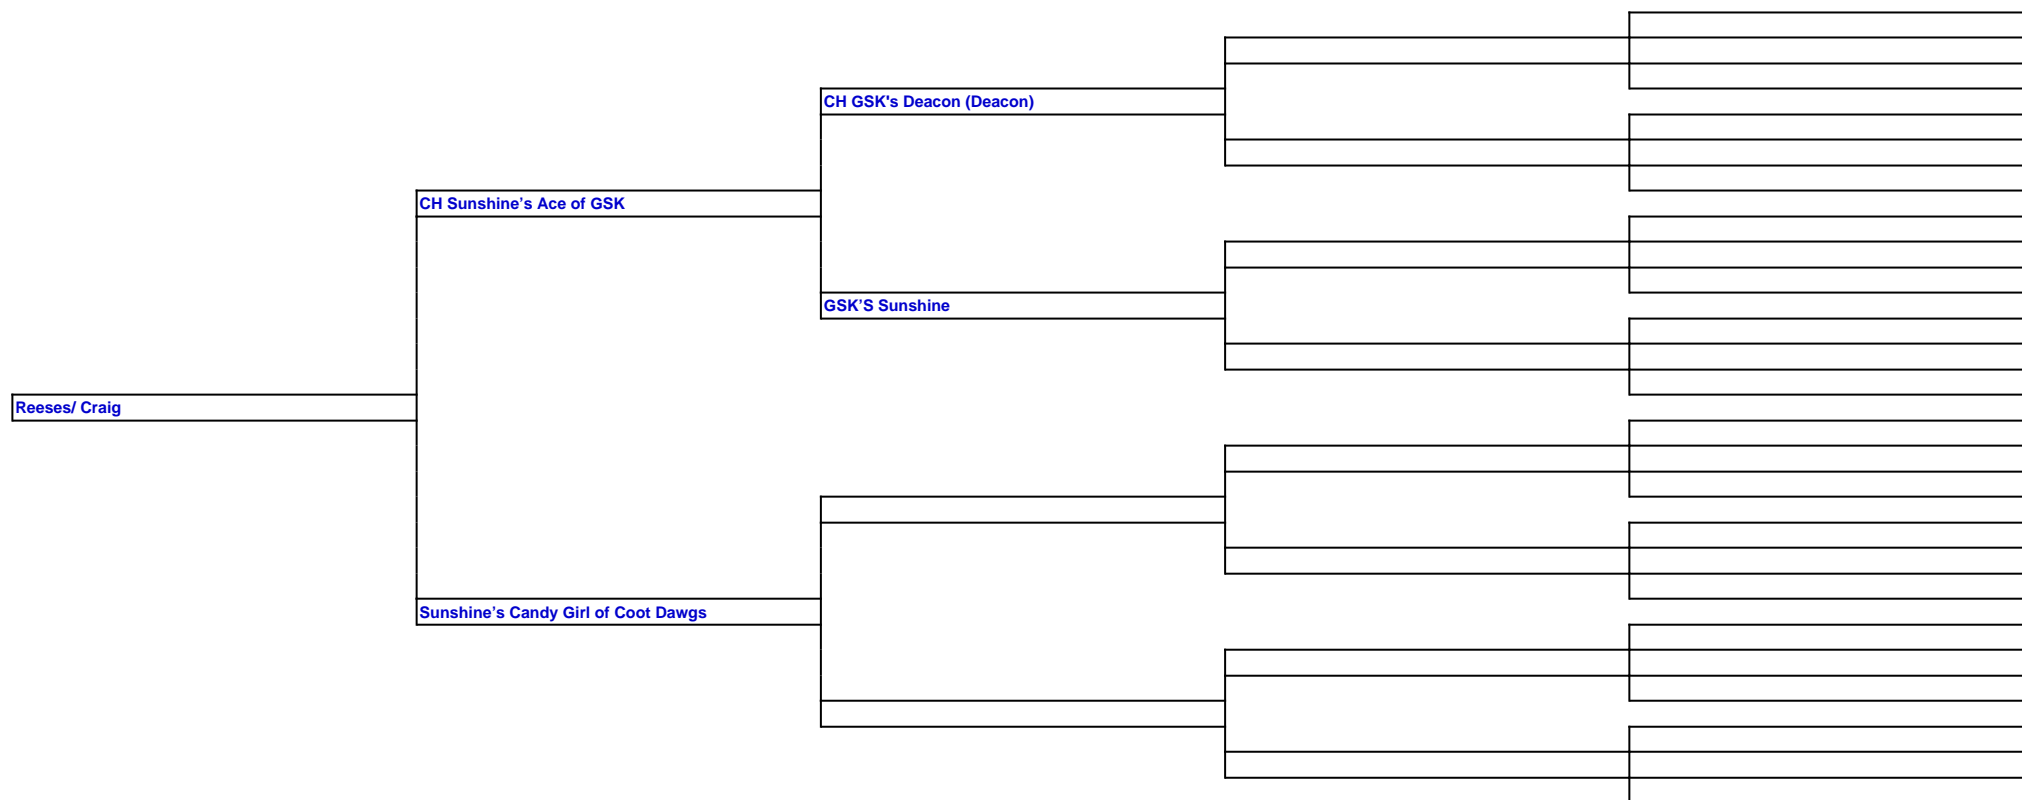 CH GSK's Deacon (Deacon)
CH Sunshine’s Ace of GSK
GSK’S Sunshine
Reeses/ Craig
Sunshine’s Candy Girl of Coot Dawgs